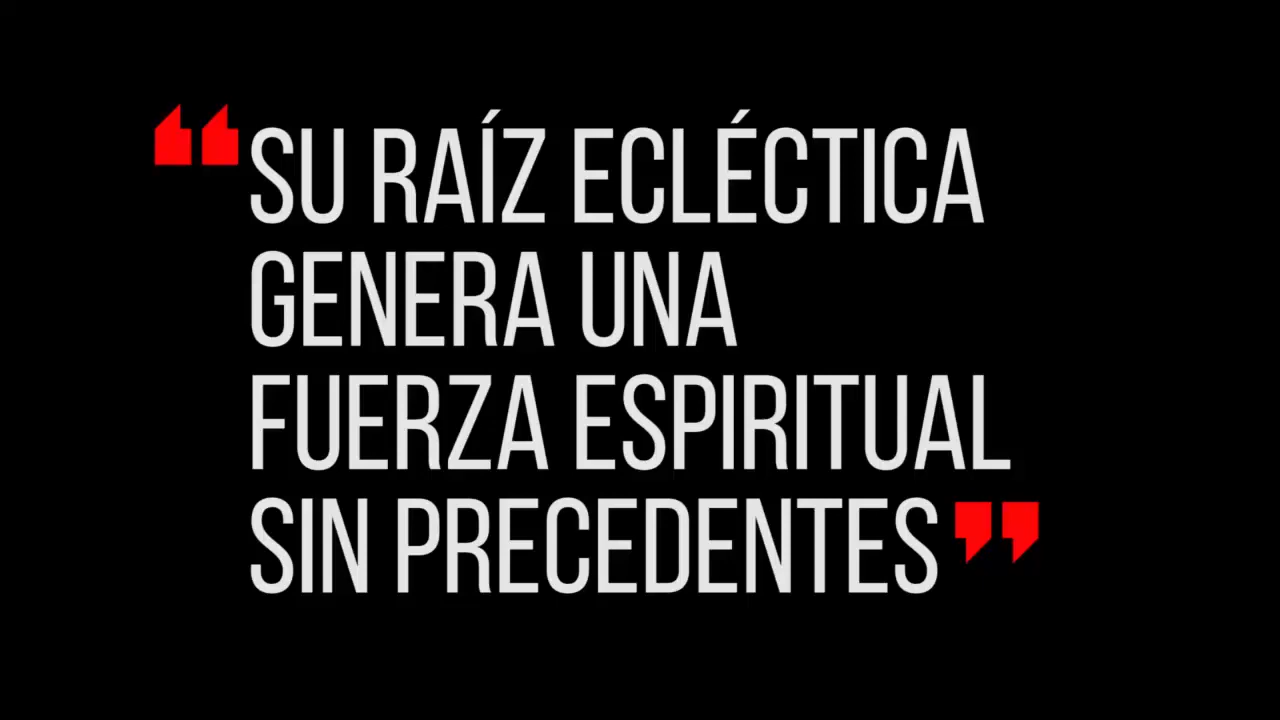 “SU RAÍZ ECLÉCTICA
GENERA UNA
FUERZA ESPIRITUAL
SIN PRECEDENTES”